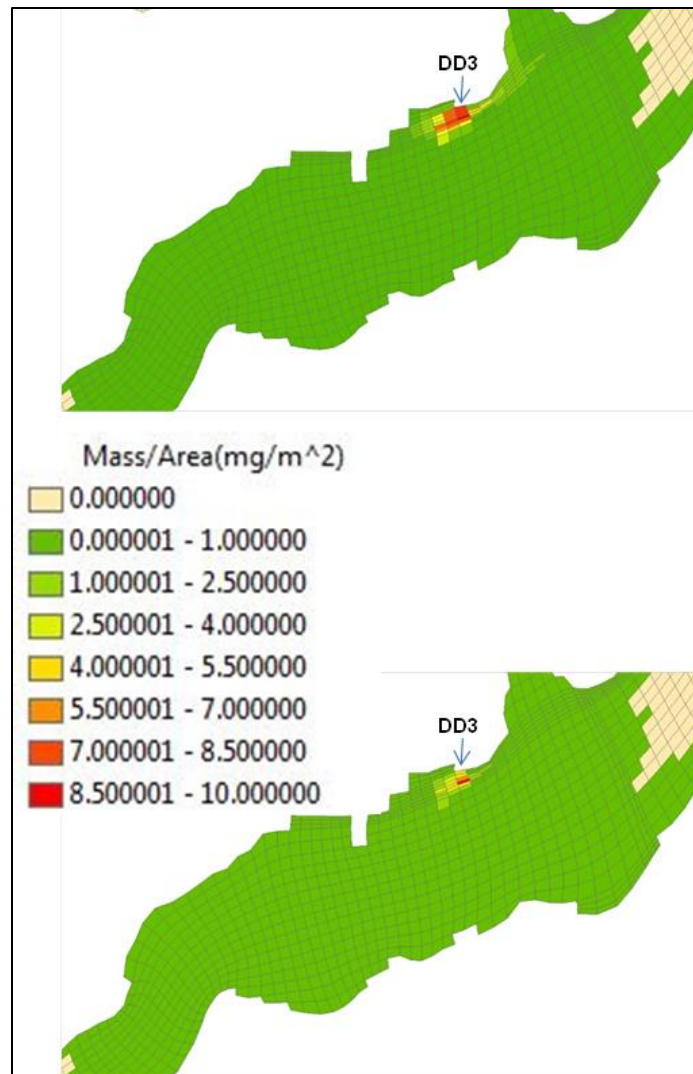 DD3
Mass/Area(mg/m^2)
0.000000
0.000001 - 1.000000
1.000001 - 2.500000
2.500001 - 4.000000
4.000001 - 5.500000
5.500001 - 7.000000
7.000001 - 8.500000
8.500001 - 10.000000
DD3